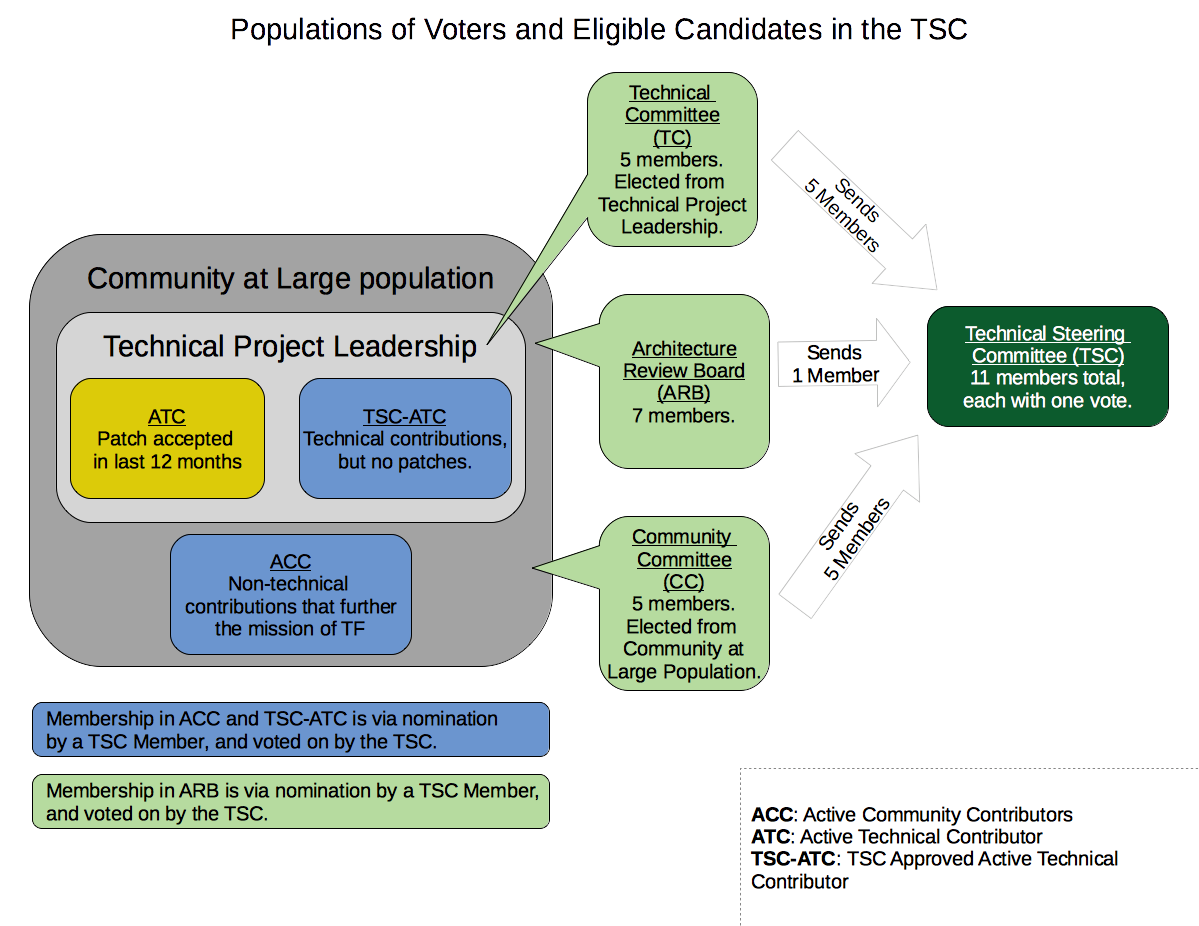 Populations of Voters and Eligible Candidates in the TSC
Technical
Committee
(TC)
5 members.
Elected from
Technical Project
Leadership.
Sends
5 Members
Community at Large population
Technical Project Leadership
ATC
Patch accepted
in last 12 months
TSC-ATC
Technical contributions,
but no patches.
ACC
Non-technical
contributions that further
the mission of TF
Architecture
Review Board
(ARB)
7 members.
Sends
1 Member
Technical Steering
Committee (TSC)
11 members total,
each with one vote.
Community
Committee
(CC)
5 members.
Elected from
Community at
Large Population.
Sends
5 Members
Membership in ACC and TSC-ATC is via nomination
by a TSC Member, and voted on by the TSC.
Membership in ARB is via nomination by a TSC Member,
and voted on by the TSC.
ACC: Active Community Contributors
ATC: Active Technical Contributor
TSC-ATC: TSC Approved Active Technical
Contributor